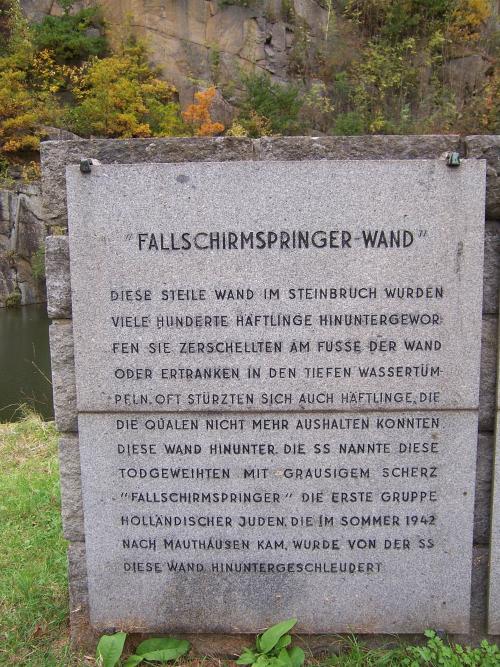 "FALLSCHIRMSPRINGER-WAND"
DIESE STEILE WAND IM STEINBRUCH WURDEN
VIELE HUNDERTE HÄFTLINGE HINUNTERGEWOR
FEN SIE ZERSCHELLTEN AM FUSSE DER WAND
ODER ERTRANKEN IN DEN TIEFEN WASSERTÜM
PELN. OFT STÜRZTEN SICH AUCH HÄFTLINGE, DIE
DIE QUALEN NICHT MEHR AUSHALTEN KONNTEN
DIESE WAND HINUNTER. DIE SS NANNTE DIESE
TODGEWEIHTEN MIT GRAUSIGEM SCHERZ
"FALLSCHIRMSPRINGER" DIE ERSTE GRUPPE
HOLLÄNDISCHER JUDEN, DIE IM SOMMER 1942
NACH MAUTHAUSEN KAM, WURDE VON DER SS
DIESE WAND HINUNTERGESCHLEUDERT